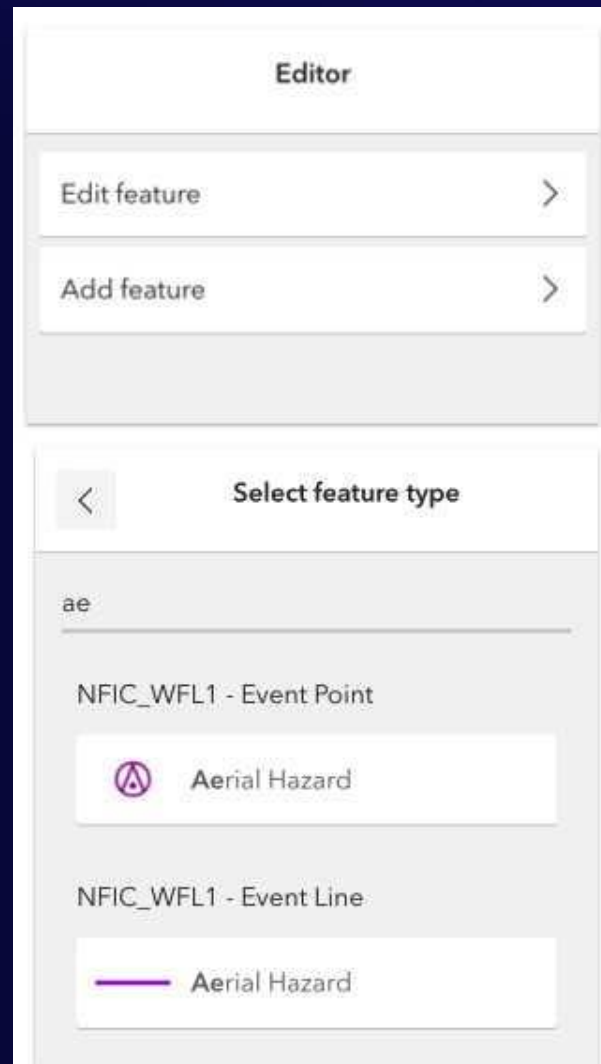 Editor
Edit feature
Add feature
Select feature type
ae
NFIC_WFL1 - Event Point
Aerial Hazard
NFIC_WFL1 - Event Line
Aerial Hazard